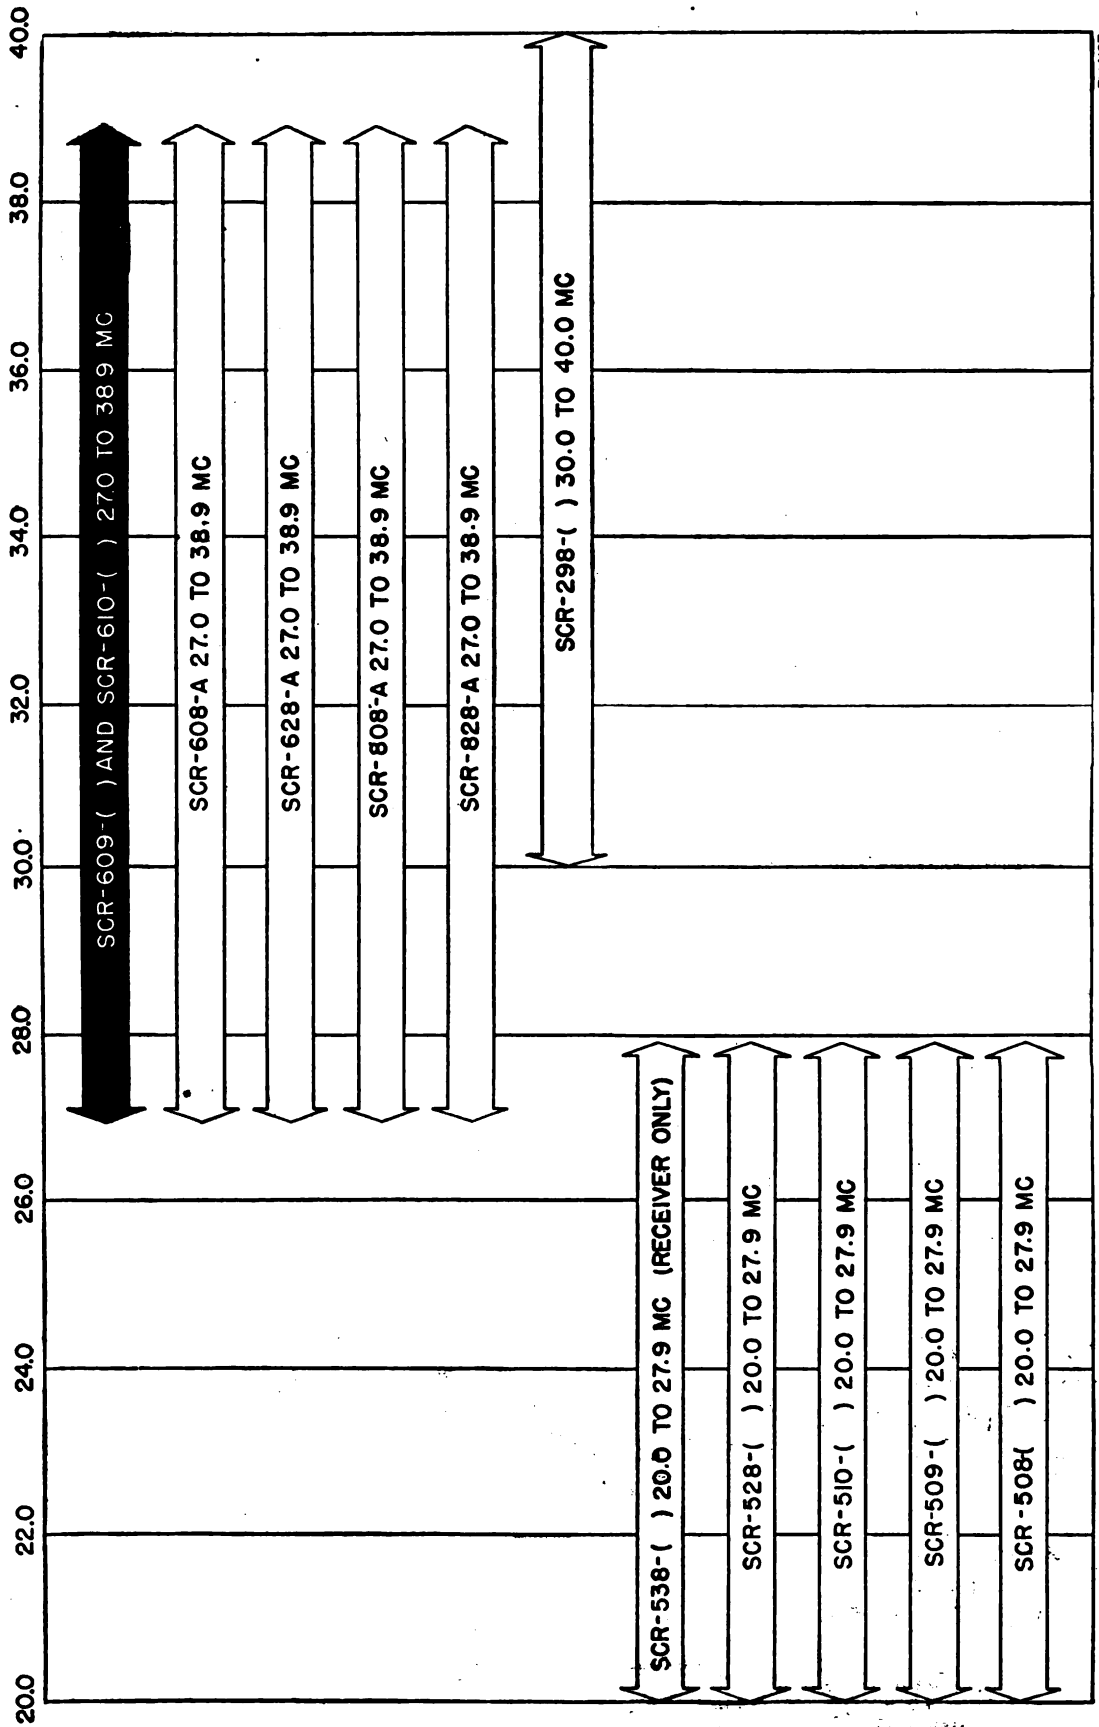 20.0 22.0 24.0 26.0 28.0 30.0 32.0 34.0 36.0 38.0 40.0
SCR-609-( ) AND SCR-610-( ) 27.0 TO 38.9 MC
SCR-608-A 27.0 TO 38.9 MC
SCR-628-A 27.0 TO 38.9 MC
SCR-808-A 27.0 TO 38.9 MC
SCR-828-A 27.0 TO 38.9 MC
SCR-298-( ) 30.0 TO 40.0 MC
SCR-538-( ) 20.0 TO 27.9 MC (RECEIVER ONLY)
SCR-528-( ) 20.0 TO 27.9 MC
SCR-510-( ) 20.0 TO 27.9 MC
SCR-509-( ) 20.0 TO 27.9 MC
SCR-508-( ) 20.0 TO 27.9 MC